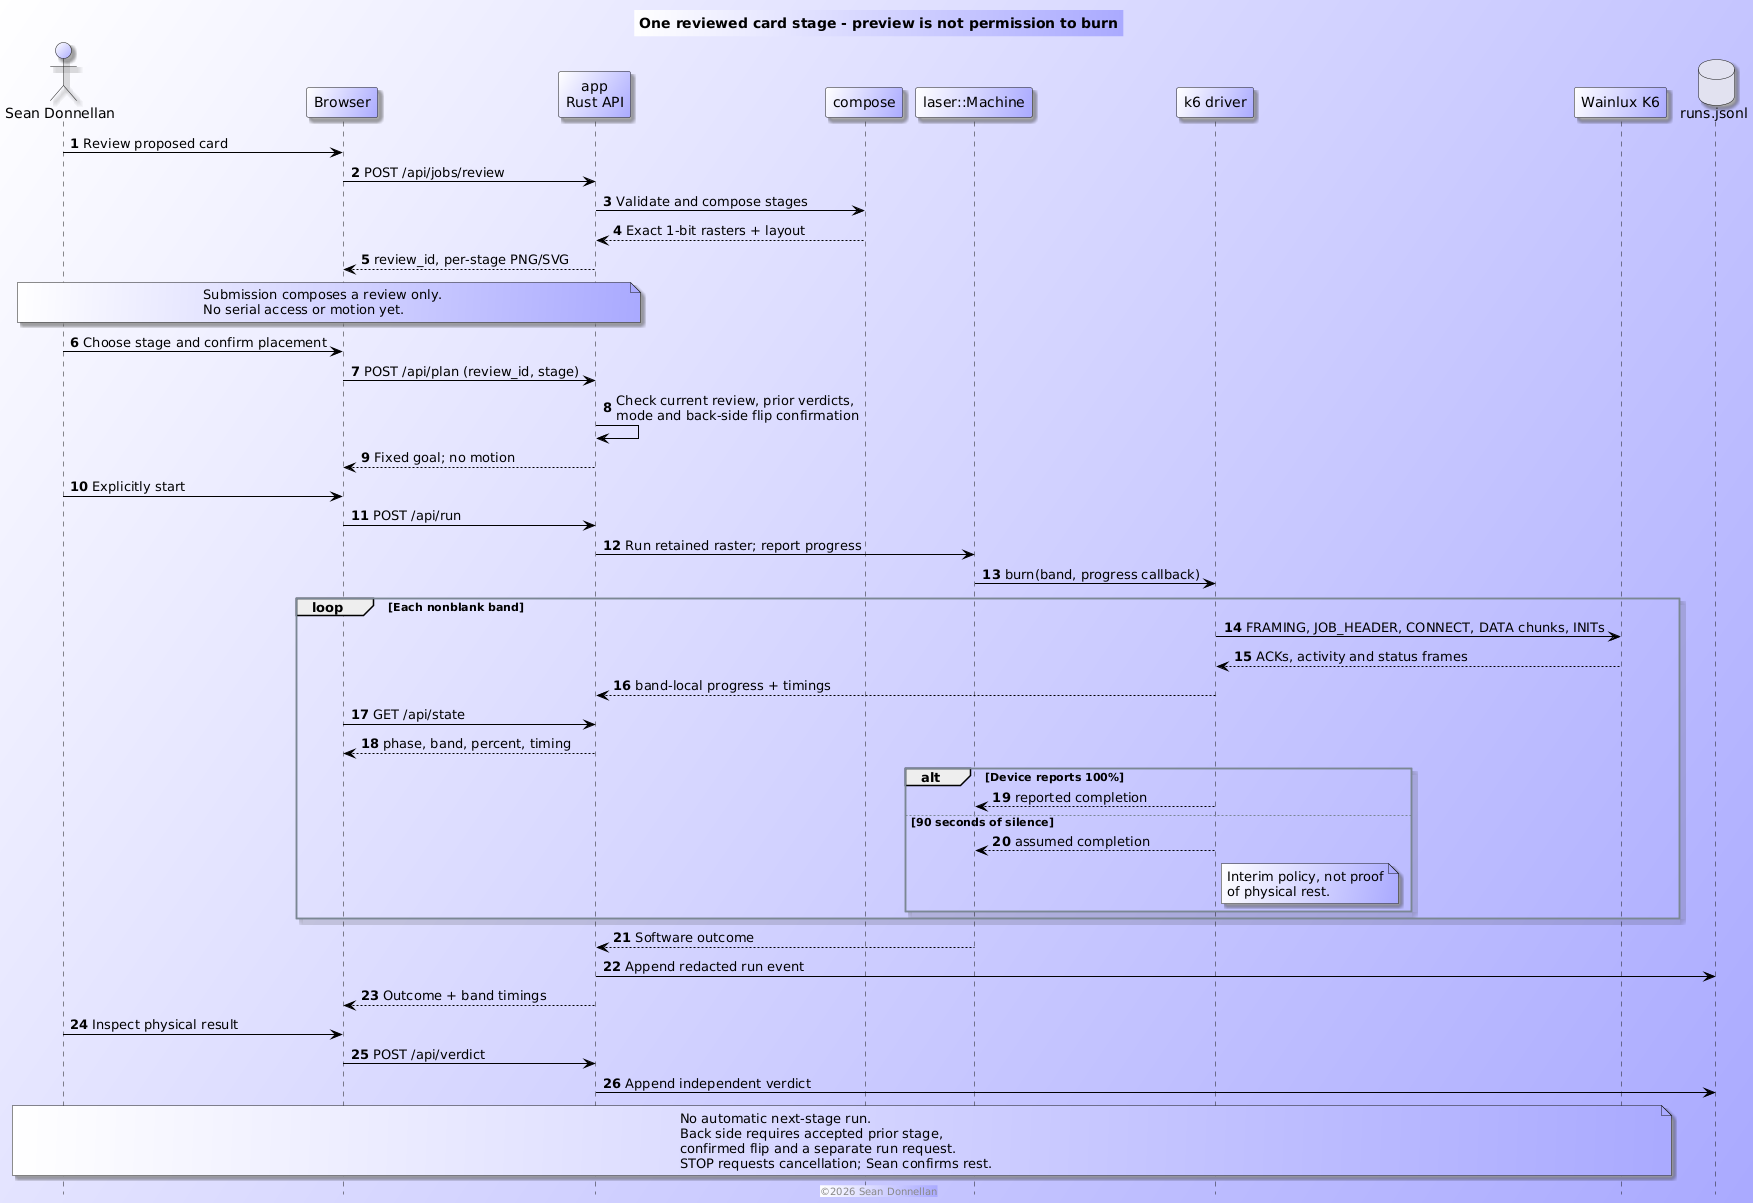 One reviewed card stage - preview is not permission to burn
Sean Donnellan
Browser
app
Rust API
compose
laser::Machine
k6 driver
Wainlux K6
runs.jsonl
1 Review proposed card
2 POST /api/jobs/review
3 Validate and compose stages
4 Exact 1-bit rasters + layout
5 review_id, per-stage PNG/SVG
Submission composes a review only.
No serial access or motion yet.
6 Choose stage and confirm placement
7 POST /api/plan (review_id, stage)
8 Check current review, prior verdicts,
mode and back-side flip confirmation
9 Fixed goal; no motion
10 Explicitly start
11 POST /api/run
12 Run retained raster; report progress
13 burn(band, progress callback)
loop [Each nonblank band]
14 FRAMING, JOB_HEADER, CONNECT, DATA chunks, INITs
15 ACKs, activity and status frames
16 band-local progress + timings
17 GET /api/state
18 phase, band, percent, timing
alt [Device reports 100%]
19 reported completion
[90 seconds of silence]
20 assumed completion
Interim policy, not proof
of physical rest.
21 Software outcome
22 Append redacted run event
23 Outcome + band timings
24 Inspect physical result
25 POST /api/verdict
26 Append independent verdict
No automatic next-stage run.
Back side requires accepted prior stage,
confirmed flip and a separate run request.
STOP requests cancellation; Sean confirms rest.
©2026 Sean Donnellan